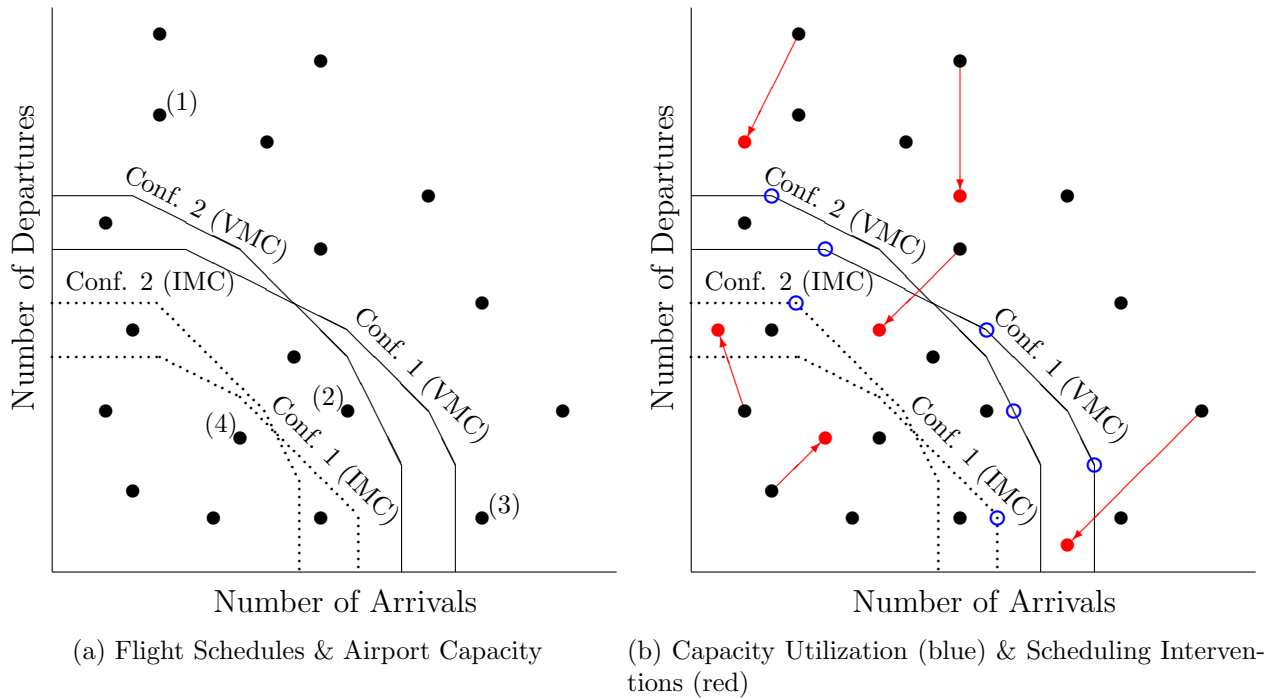 Number of Departures
(1)
Conf. 2 (VMC)
Conf. 2 (IMC)
Conf. 1 (VMC)
(2)
(4)
Conf. 1 (IMC)
(3)
Number of Arrivals
(a) Flight Schedules & Airport Capacity
Number of Departures
Conf. 2 (VMC)
Conf. 2 (IMC)
Conf. 1 (VMC)
Conf. 1 (IMC)
Number of Arrivals
(b) Capacity Utilization (blue) & Scheduling Interven-
tions (red)